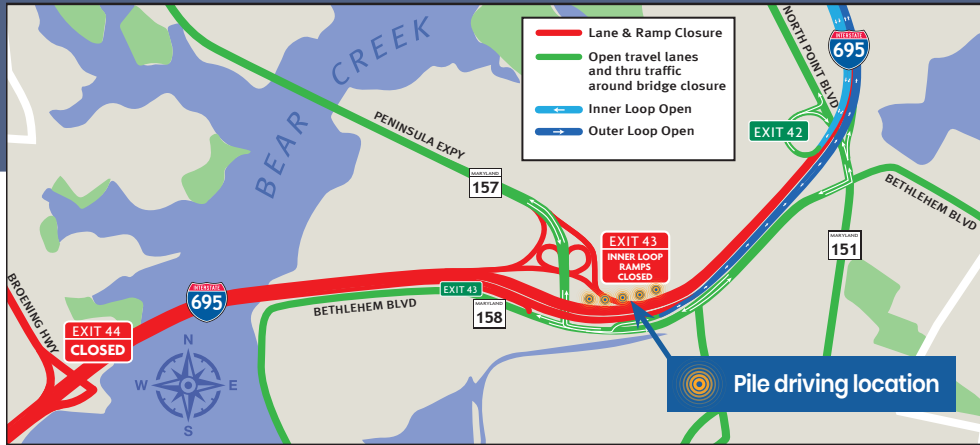 Lane & Ramp Closure
Open travel lanes
and thru traffic
around bridge closure
Inner Loop Open
Outer Loop Open
BEAR CREEK
NORTH POINT BLVD
INTERSTATE
695
EXIT 42
PENINSULA EXPY
MARYLAND
157
BETHLEHEM BLVD
MARYLAND
151
EXIT 43
INNER LOOP
RAMPS
CLOSED
INTERSTATE
695
EXIT 43
BETHLEHEM BLVD
MARYLAND
158
BROENING HWY
EXIT 44
CLOSED
N
W
E
S
Pile driving location